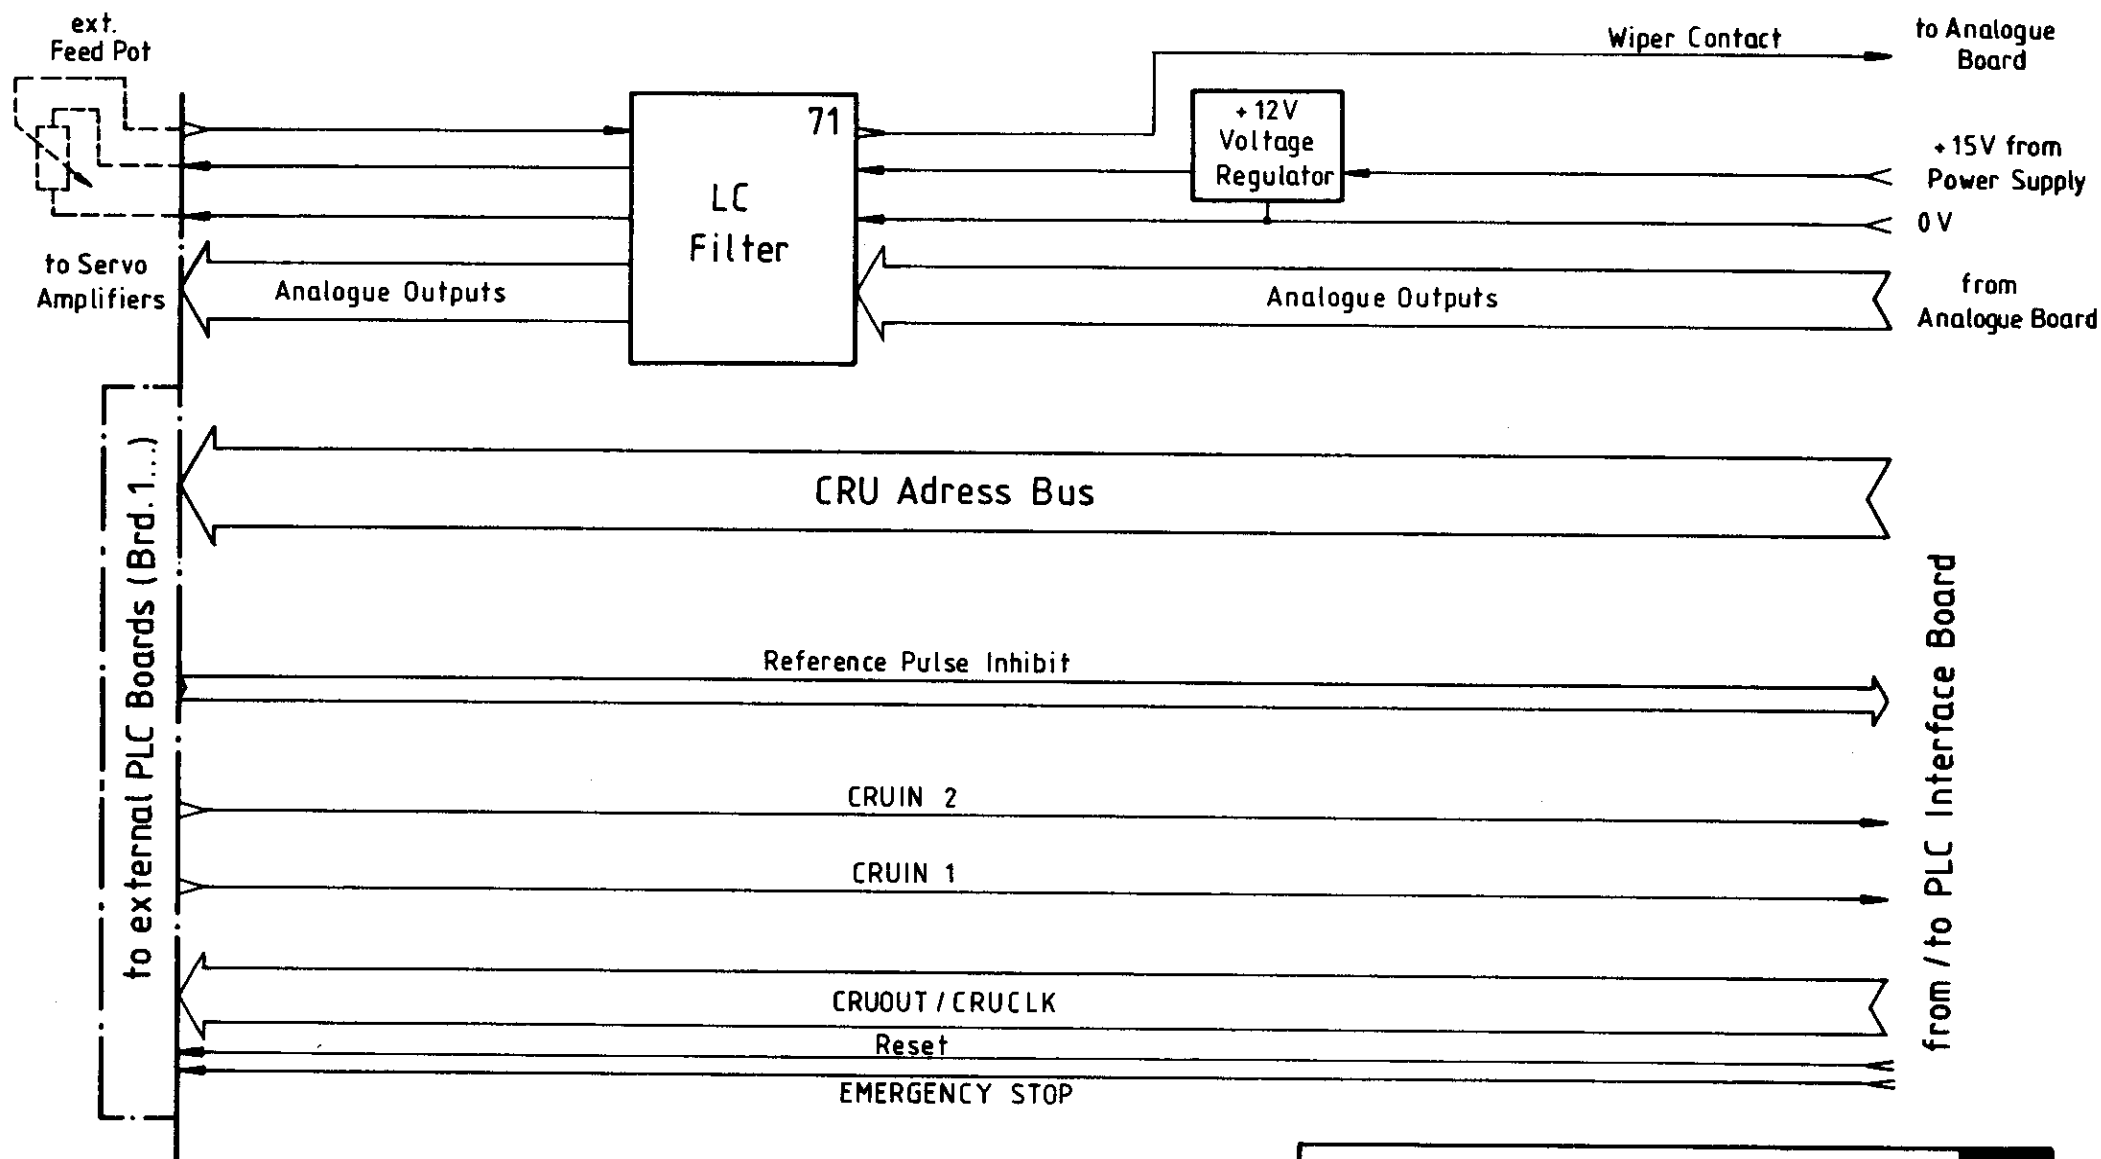 ext.
Feed Pot
Wiper Contact
to Analogue
Board
71
+12V
Voltage
Regulator
+15V from
Power Supply
0V
LC
Filter
to Servo
Amplifiers
Analogue Outputs
Analogue Outputs
from
Analogue Board
CRU Adress Bus
to external PLC Boards (Brd.1...)
Reference Pulse Inhibit
from / to PLC Interface Board
CRUIN 2
CRUIN 1
CRUOUT / CRUCLK
Reset
EMERGENCY STOP